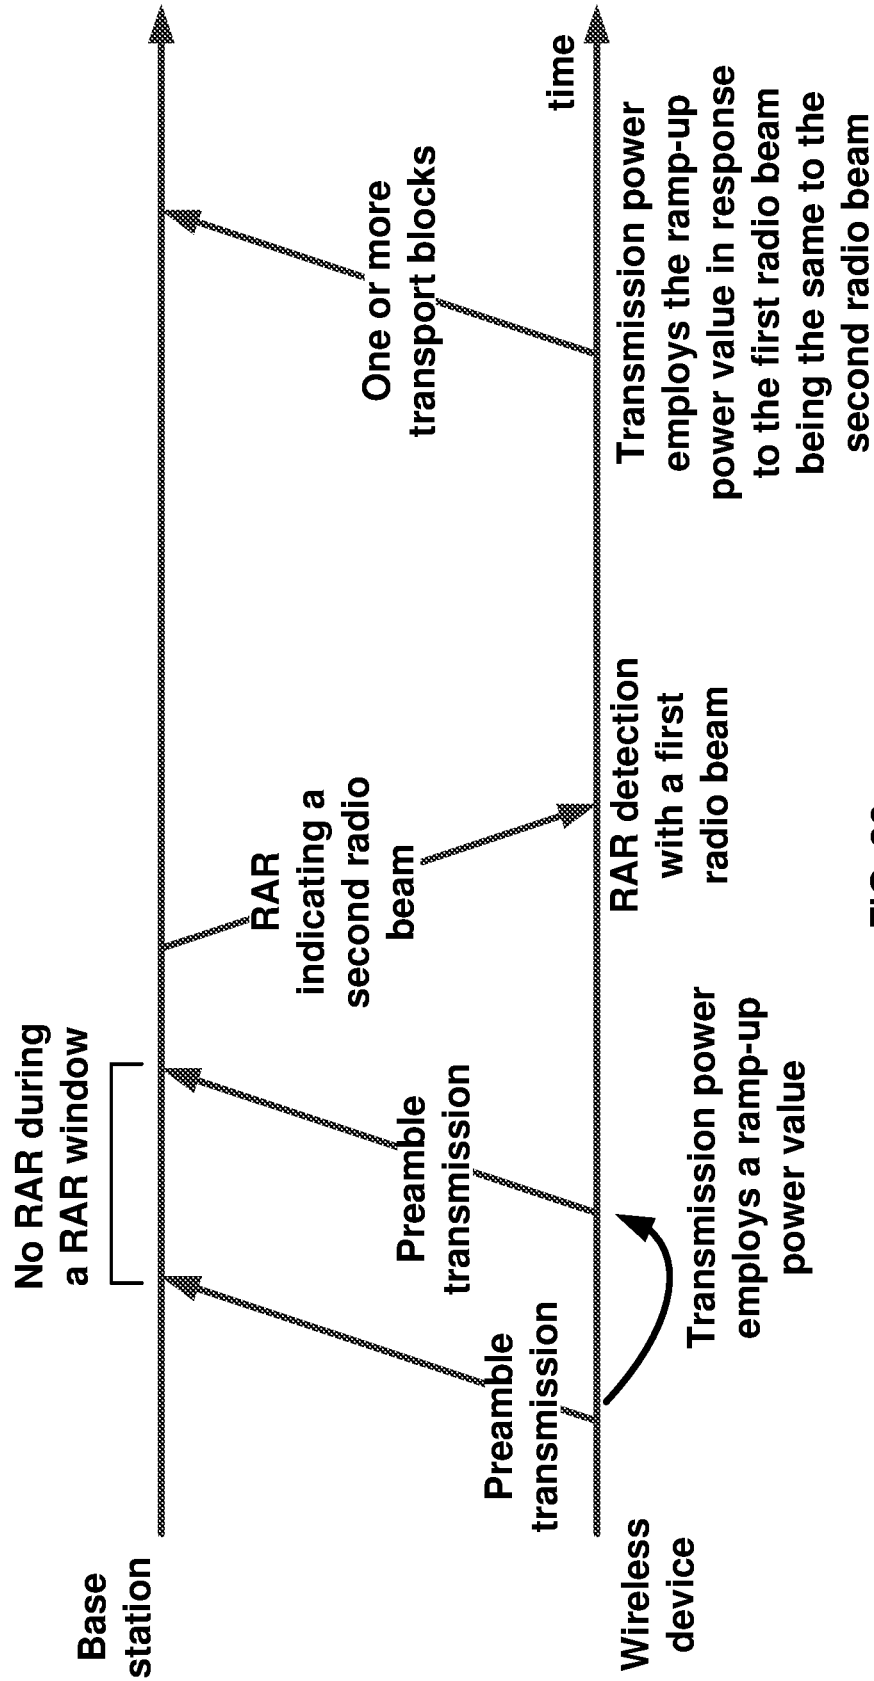 Base
station
No RAR during
a RAR window
Preamble
transmission
Preamble
transmission
RAR
indicating a
second radio
beam
One or more
transport blocks
time
Wireless
device
Transmission power
employs a ramp-up
power value
RAR detection
with a first
radio beam
Transmission power
employs the ramp-up
power value in response
to the first radio beam
being the same to the
second radio beam